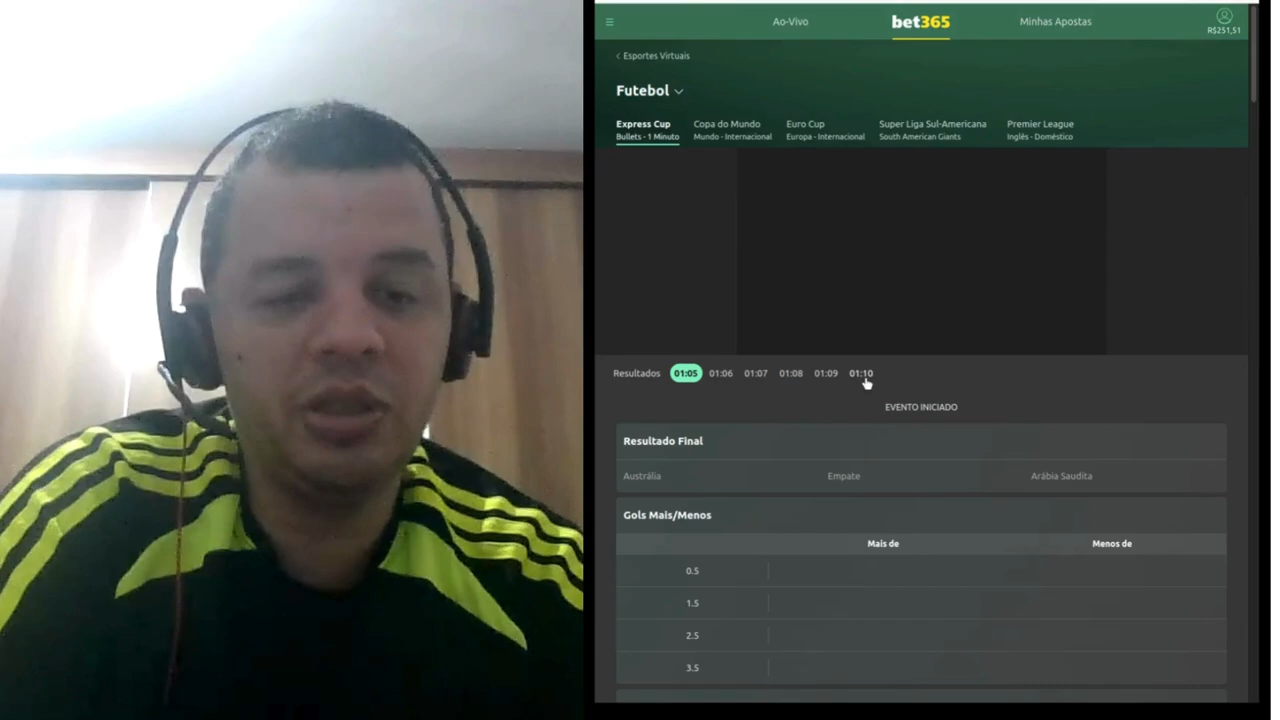 Ao-Vivo
bet365
Minhas Apostas
R$251,51
Esportes Virtuais
Futebol
Express Cup
Bullets - 1 Minuto
Copa do Mundo
Mundo - Internacional
Euro Cup
Europa - Internacional
Super Liga Sul-Americana
South American Giants
Premier League
Inglês - Doméstico
Resultados 01:05 01:06 01:07 01:08 01:09 01:10
EVENTO INICIADO
Resultado Final
Austrália Empate Arábia Saudita
Gols Mais/Menos
Mais de Menos de
0.5
1.5
2.5
3.5